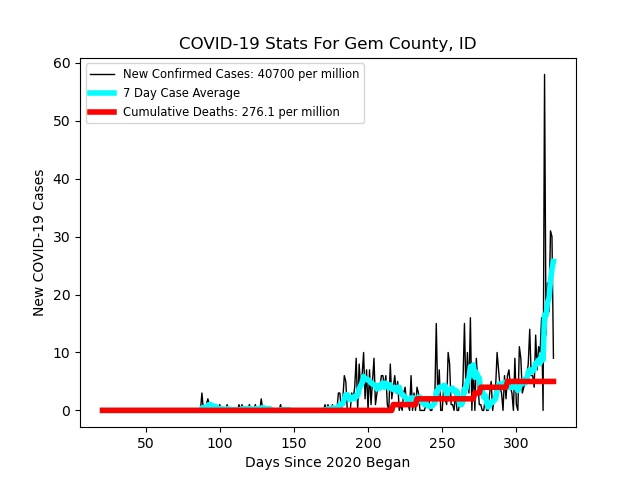 COVID-19 Stats For Gem County, ID
New Confirmed Cases: 40700 per million
7 Day Case Average
Cumulative Deaths: 276.1 per million
60
50
40
30
20
10
0
New COVID-19 Cases
50 100 150 200 250 300
Days Since 2020 Began